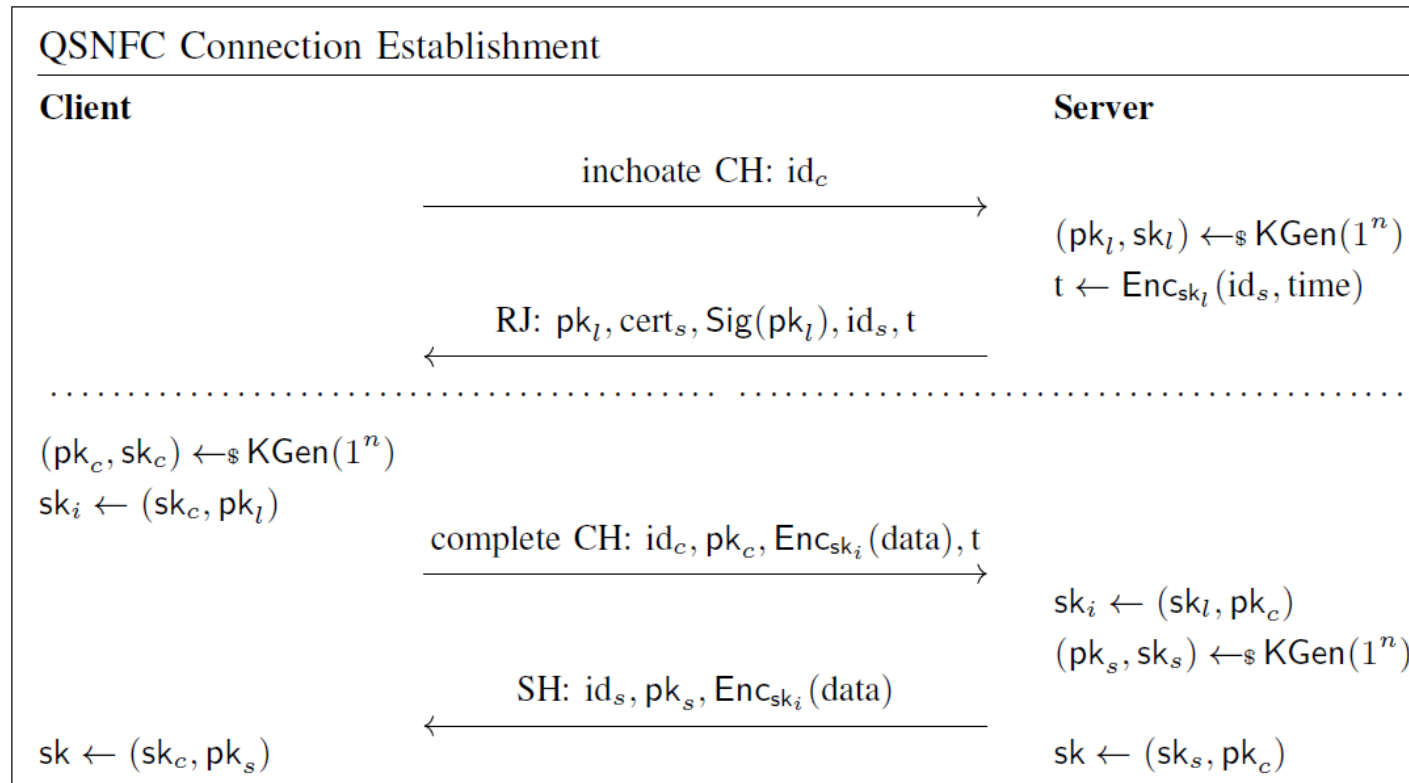 QSNFC Connection Establishment
Client Server
inchoate CH: id_c
(pk_l, sk_l) ←$ KGen(1^n)
t ← Enc_{sk_l}(id_s, time)
RJ: pk_l, cert_s, Sig(pk_l), id_s, t
(pk_c, sk_c) ←$ KGen(1^n)
sk_i ← (sk_c, pk_l)
complete CH: id_c, pk_c, Enc_{sk_i}(data), t
sk_i ← (sk_l, pk_c)
(pk_s, sk_s) ←$ KGen(1^n)
SH: id_s, pk_s, Enc_{sk_i}(data)
sk ← (sk_c, pk_s) sk ← (sk_s, pk_c)